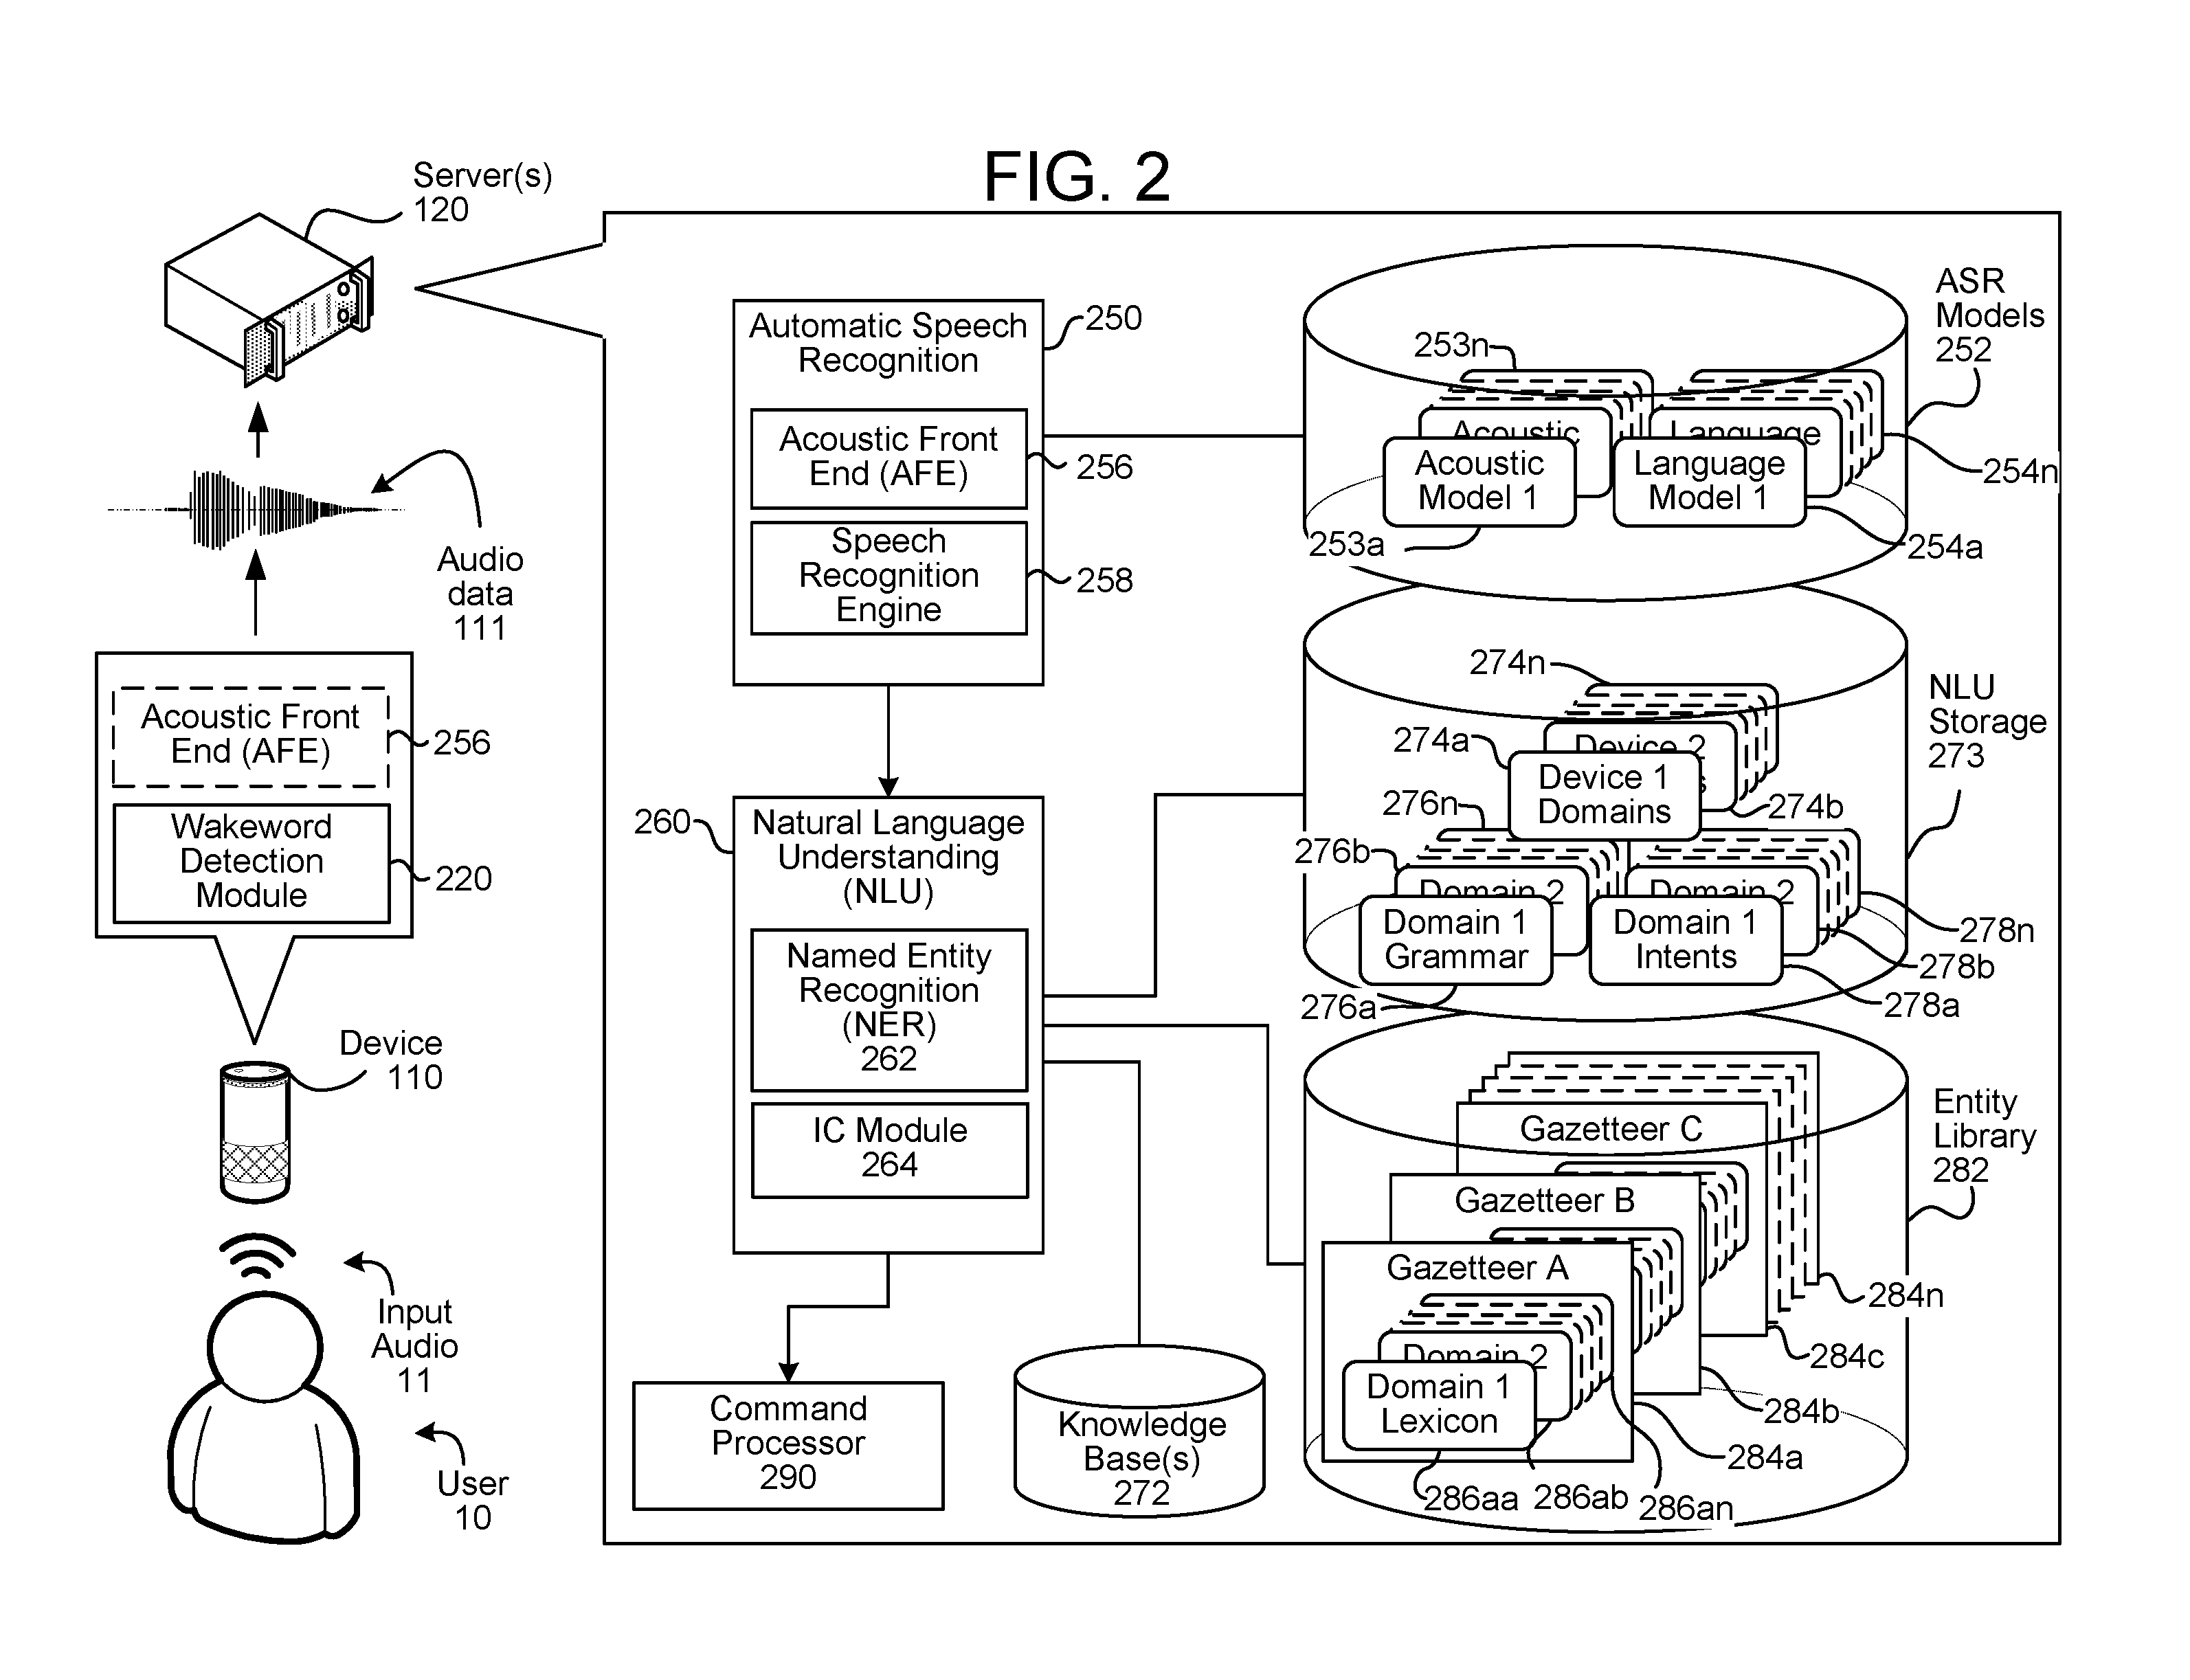 FIG. 2
Server(s)
120
Audio
data
111
Acoustic Front
End (AFE)
256
Wakeword
Detection
Module
220
Device
110
Input
Audio
11
User
10
Automatic Speech
Recognition
250
Acoustic Front
End (AFE)
256
Speech
Recognition
Engine
258
260
Natural Language
Understanding
(NLU)
Named Entity
Recognition
(NER)
262
IC Module
264
Command
Processor
290
Knowledge
Base(s)
272
ASR
Models
252
253n
Acoustic
Language
Acoustic
Model 1
Language
Model 1
254n
253a
254a
NLU
Storage
273
274n
274a
Device 2
Device 1
Domains
274b
276n
276b
Domain 2
Domain 2
Domain 1
Grammar
Domain 1
Intents
278n
278b
276a
278a
Entity
Library
282
Gazetteer C
Gazetteer B
Gazetteer A
Domain 2
Domain 1
Lexicon
284n
284c
284b
284a
286aa
286ab
286an